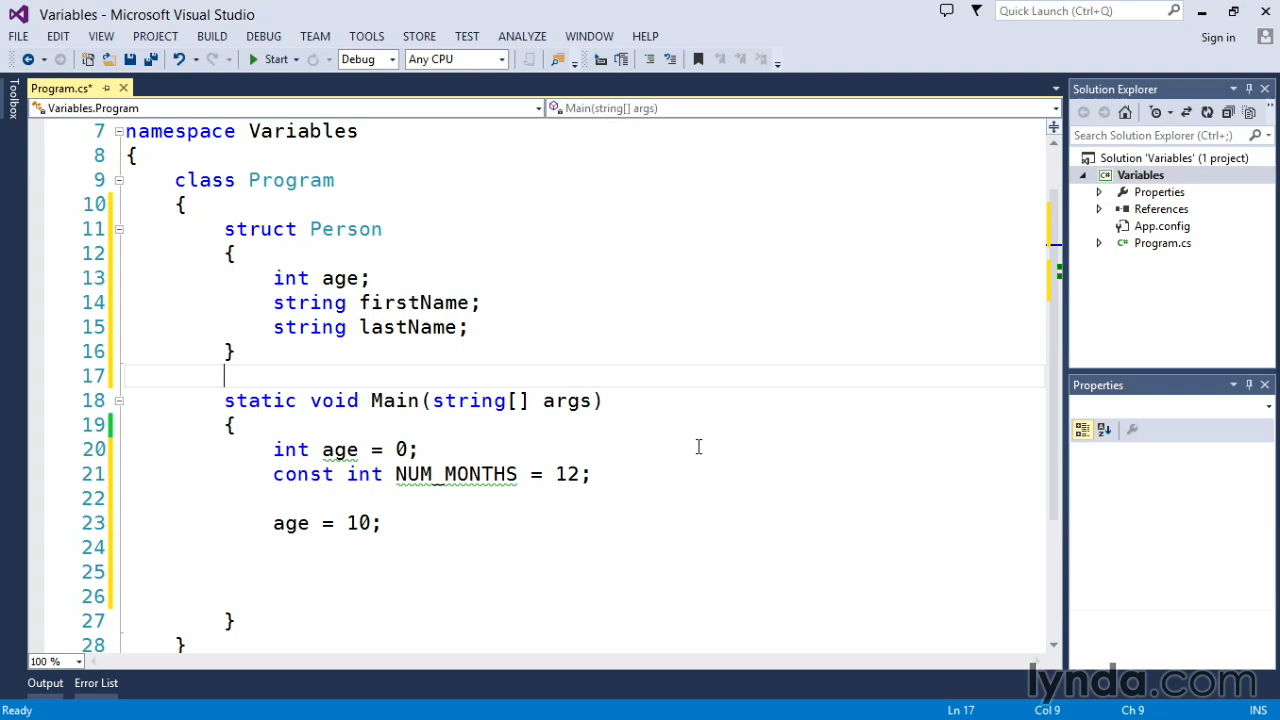 Variables - Microsoft Visual Studio
Quick Launch (Ctrl+Q)
FILE EDIT VIEW PROJECT BUILD DEBUG TEAM TOOLS STORE TEST ANALYZE WINDOW HELP
Sign in
Start Debug Any CPU
Toolbox
Program.cs*
Variables.Program
Main(string[] args)
7 namespace Variables
8 {
9 class Program
10 {
11 struct Person
12 {
13 int age;
14 string firstName;
15 string lastName;
16 }
17
18 static void Main(string[] args)
19 {
20 int age = 0;
21 const int NUM_MONTHS = 12;
22
23 age = 10;
24
25
26
27 }
28 }
100 %
Solution Explorer
Search Solution Explorer (Ctrl+;)
Solution 'Variables' (1 project)
C# Variables
Properties
References
App.config
C# Program.cs
Properties
Output Error List
lynda.com
Ready
Ln 17 Col 9 Ch 9 INS